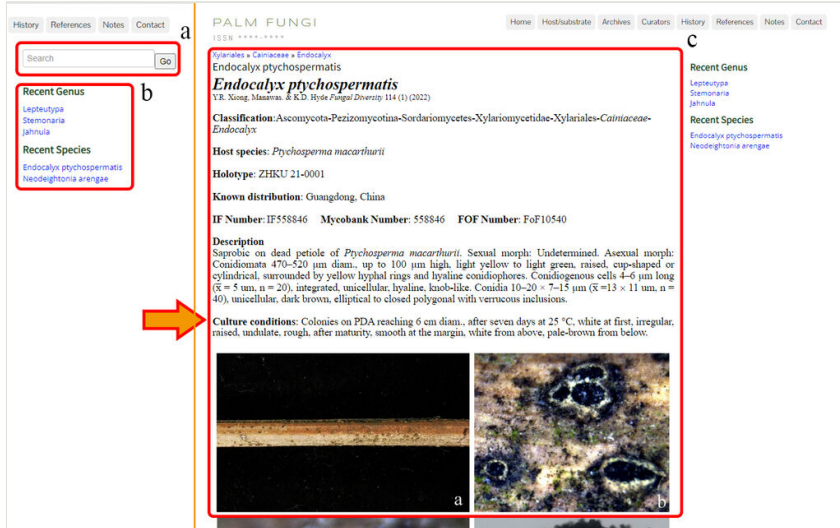 History References Notes Contact
a
Search Go
b
Recent Genus
Lepteutypa
Stemonaria
Jahnula
Recent Species
Endocalyx ptychospermatis
Neodeightonia arengae
PALM FUNGI
ISSN ****-****
Home Host/substrate Archives Curators History References Notes Contact
c
Xylariales » Cainiaceae » Endocalyx
Endocalyx ptychospermatis
Endocalyx ptychospermatis
Y.R. Xiong, Manawas. & K.D. Hyde Fungal Diversity 114 (1) (2022)
Classification:Ascomycota-Pezizomycotina-Sordariomycetes-Xylariomycetidae-Xylariales-Cainiaceae-
Endocalyx
Host species: Ptychosperma macarthurii
Holotype: ZHKU 21-0001
Known distribution: Guangdong, China
IF Number: IF558846 Mycobank Number: 558846 FOF Number: FoF10540
Description
Saprobic on dead petiole of Ptychosperma macarthurii. Sexual morph: Undetermined. Asexual morph:
Conidiomata 470–520 μm diam., up to 100 μm high, light yellow to light green, raised, cup-shaped or
cylindrical, surrounded by yellow hyphal rings and hyaline conidiophores. Conidiogenous cells 4–6 μm long
(x̅ = 5 um, n = 20), integrated, unicellular, hyaline, knob-like. Conidia 10–20 × 7–15 μm (x̅ =13 × 11 um, n =
40), unicellular, dark brown, elliptical to closed polygonal with verrucous inclusions.
Culture conditions: Colonies on PDA reaching 6 cm diam., after seven days at 25 °C, white at first, irregular,
raised, undulate, rough, after maturity, smooth at the margin, white from above, pale-brown from below.
a
b
Recent Genus
Lepteutypa
Stemonaria
Jahnula
Recent Species
Endocalyx ptychospermatis
Neodeightonia arengae